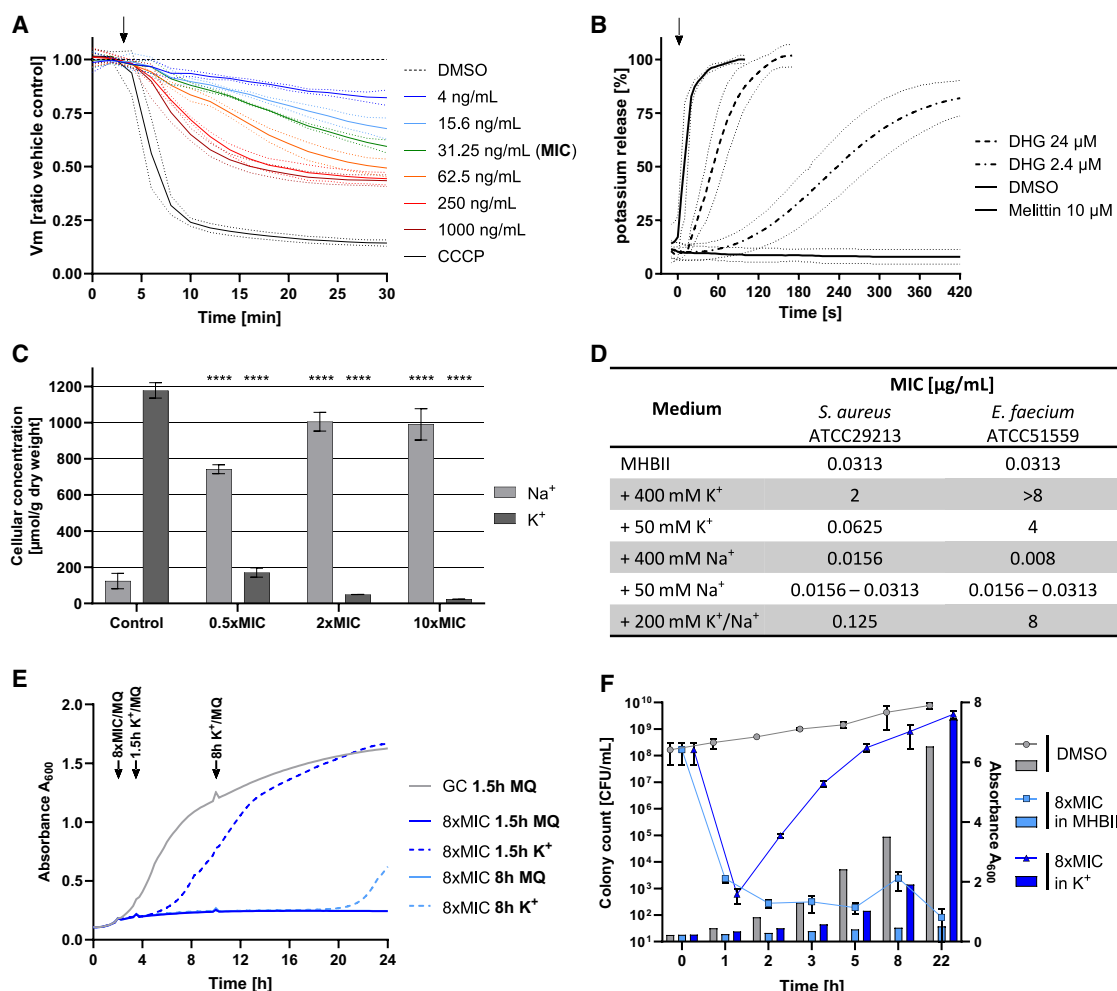 A
Vm [ratio vehicle control]
1.00
0.75
0.50
0.25
0.00
0 5 10 15 20 25 30
Time [min]
DMSO
4 ng/mL
15.6 ng/mL
31.25 ng/mL (MIC)
62.5 ng/mL
250 ng/mL
1000 ng/mL
CCCP
B
potassium release [%]
100
75
50
25
0
0 60 120 180 240 300 360 420
Time [s]
DHG 24 µM
DHG 2.4 µM
DMSO
Melittin 10 µM
C
Cellular concentration
[µmol/g dry weight]
1200
1000
800
600
400
200
0
**** **** **** **** **** ****
Control 0.5xMIC 2xMIC 10xMIC
Na+
K+
D
MIC [µg/mL]
Medium S. aureus E. faecium
ATCC29213 ATCC51559
MHBII 0.0313 0.0313
+ 400 mM K+ 2 >8
+ 50 mM K+ 0.0625 4
+ 400 mM Na+ 0.0156 0.008
+ 50 mM Na+ 0.0156 – 0.0313 0.0156 – 0.0313
+ 200 mM K+/Na+ 0.125 8
E
Absorbance A600
2.0
1.5
1.0
0.5
0.0
8xMIC/MQ
1.5h K+/MQ
8h K+/MQ
0 4 8 12 16 20 24
Time [h]
GC 1.5h MQ
8xMIC 1.5h MQ
8xMIC 1.5h K+
8xMIC 8h MQ
8xMIC 8h K+
F
Colony count [CFU/mL]
10^10
10^9
10^8
10^7
10^6
10^5
10^4
10^3
10^2
10^1
0 1 2 3 5 8 22
Time [h]
8
6
4
2
0
Absorbance A600
DMSO
8xMIC
in MHBII
8xMIC
in K+